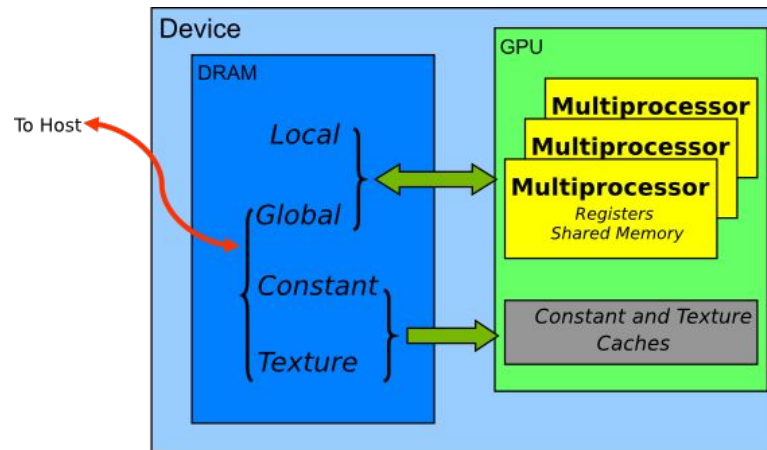 Device
DRAM
GPU
To Host
Local
Global
Constant
Texture
Multiprocessor
Multiprocessor
Multiprocessor
Registers
Shared Memory
Constant and Texture
Caches